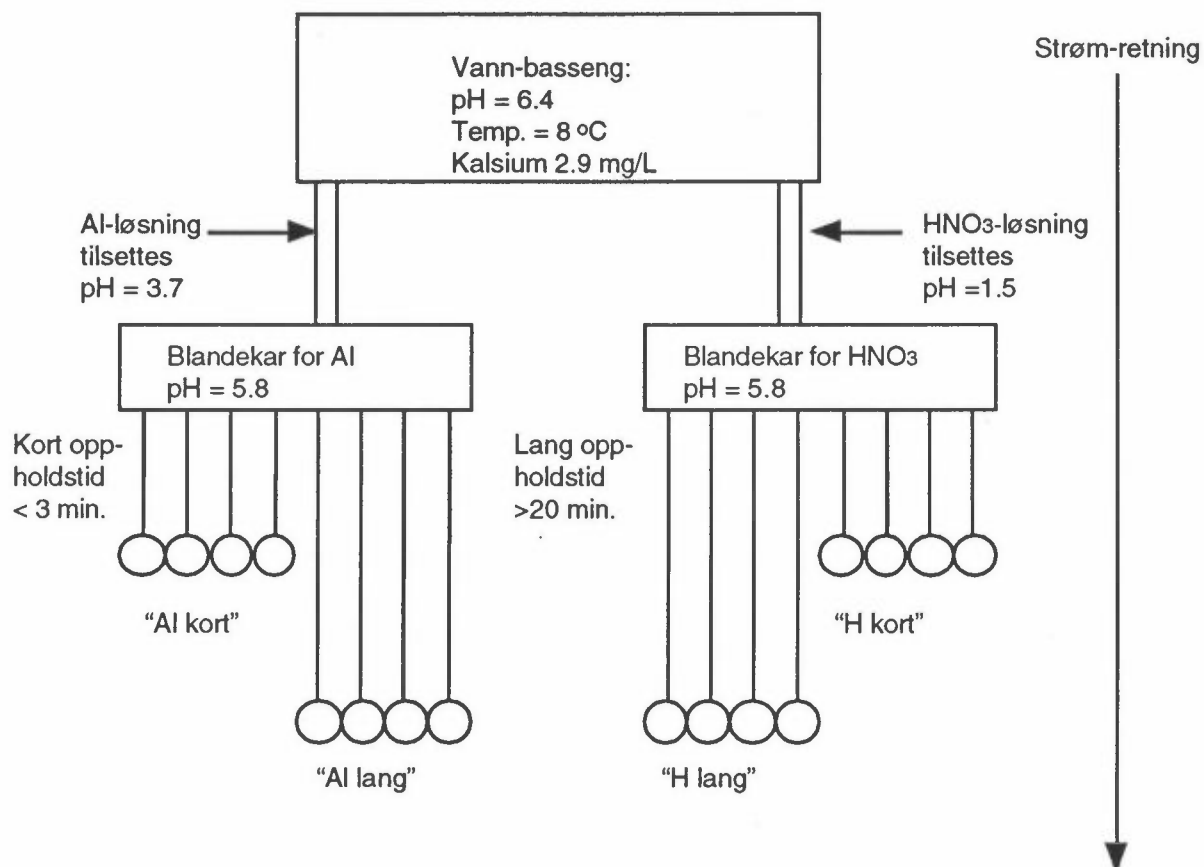 Vann-basseng:
pH = 6.4
Temp. = 8 °C
Kalsium 2.9 mg/L
Strøm-retning
Al-løsning
tilsettes
pH = 3.7
HNO3-løsning
tilsettes
pH =1.5
Blandekar for Al
pH = 5.8
Blandekar for HNO3
pH = 5.8
Kort opp-
holdstid
< 3 min.
Lang opp-
holdstid
>20 min.
“Al kort”
“H kort”
“Al lang”
“H lang”